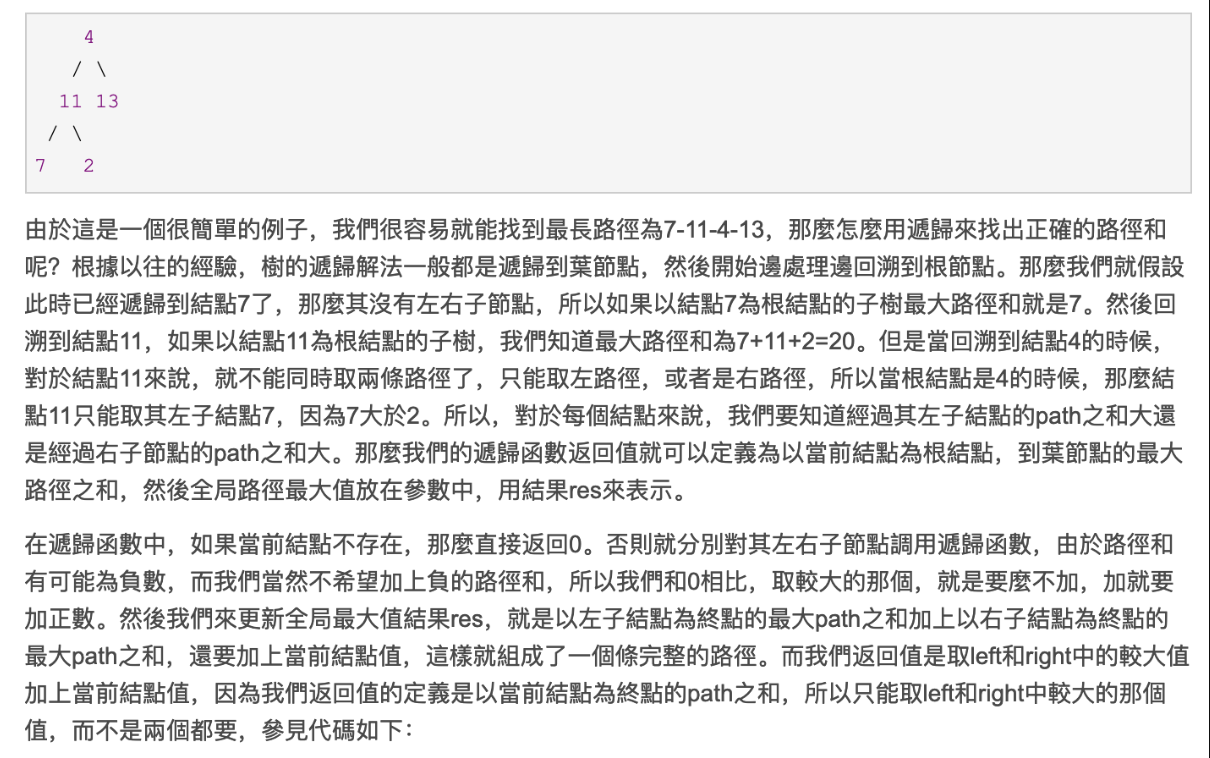 4
/ \
11 13
/ \
7 2
由於這是一個很簡單的例子，我們很容易就能找到最長路徑為7-11-4-13，那麼怎麼用遞歸來找出正確的路徑和
呢？根據以往的經驗，樹的遞歸解法一般都是遞歸到葉節點，然後開始邊處理邊回溯到根節點。那麼我們就假設
此時已經遞歸到結點7了，那麼其沒有左右子節點，所以如果以結點7為根結點的子樹最大路徑和就是7。然後回
溯到結點11，如果以結點11為根結點的子樹，我們知道最大路徑和為7+11+2=20。但是當回溯到結點4的時候，
對於結點11來說，就不能同時取兩條路徑了，只能取左路徑，或者是右路徑，所以當根結點是4的時候，那麼結
點11只能取其左子結點7，因為7大於2。所以，對於每個結點來說，我們要知道經過其左子結點的path之和大還
是經過右子節點的path之和大。那麼我們的遞歸函數返回值就可以定義為以當前結點為根結點，到葉節點的最大
路徑之和，然後全局路徑最大值放在參數中，用結果res來表示。
在遞歸函數中，如果當前結點不存在，那麼直接返回0。否則就分別對其左右子節點調用遞歸函數，由於路徑和
有可能為負數，而我們當然不希望加上負的路徑和，所以我們和0相比，取較大的那個，就是要麼不加，加就要
加正數。然後我們來更新全局最大值結果res，就是以左子結點為終點的最大path之和加上以右子結點為終點的
最大path之和，還要加上當前結點值，這樣就組成了一個條完整的路徑。而我們返回值是取left和right中的較大值
加上當前結點值，因為我們返回值的定義是以當前結點為終點的path之和，所以只能取left和right中較大的那個
值，而不是兩個都要，參見代碼如下：